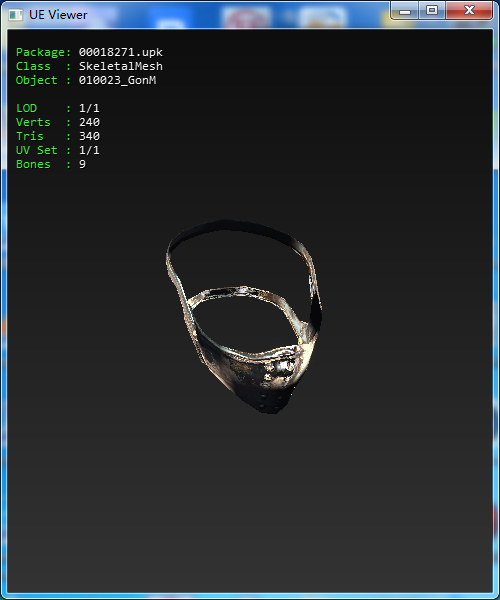 UE Viewer
Package: 00018271.upk
Class : SkeletalMesh
Object : 010023_GonM
LOD : 1/1
Verts : 240
Tris : 340
UV Set : 1/1
Bones : 9